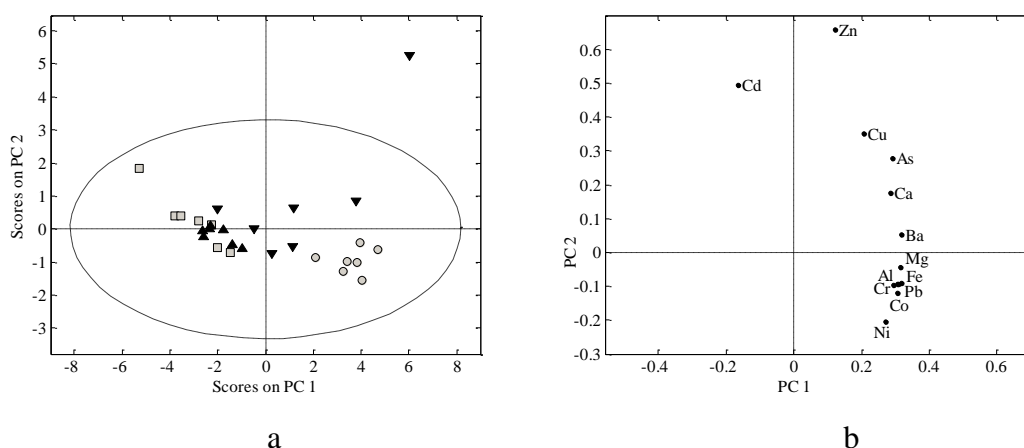 6
5
4
3
2
1
0
-1
-2
-3
-8 -6 -4 -2 0 2 4 6 8
Scores on PC 1
Scores on PC 2
a
0.6
0.5
0.4
0.3
0.2
0.1
0
-0.1
-0.2
-0.3
-0.4 -0.2 0 0.2 0.4 0.6
PC 1
PC 2
Zn
Cd
Cu
As
Ca
Ba
Mg
Al Fe
Cr Pb
Co
Ni
b